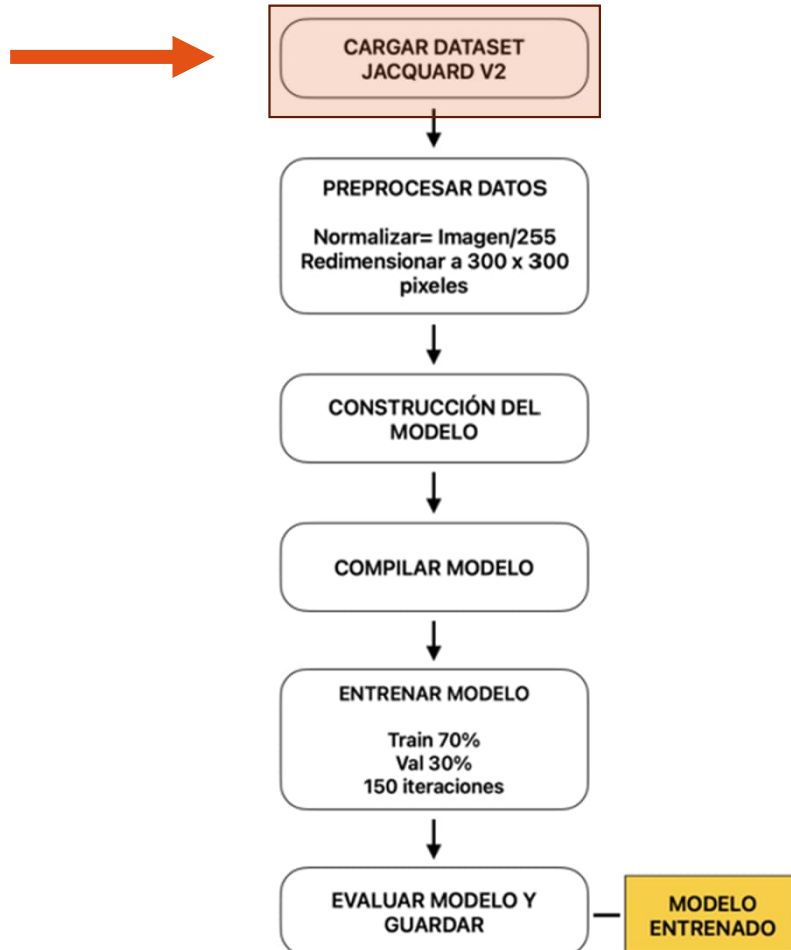 CARGAR DATASET
JACQUARD V2
PREPROCESAR DATOS
Normalizar= Imagen/255
Redimensionar a 300 x 300
pixeles
CONSTRUCCIÓN DEL
MODELO
COMPILAR MODELO
ENTRENAR MODELO
Train 70%
Val 30%
150 iteraciones
EVALUAR MODELO Y
GUARDAR
MODELO
ENTRENADO